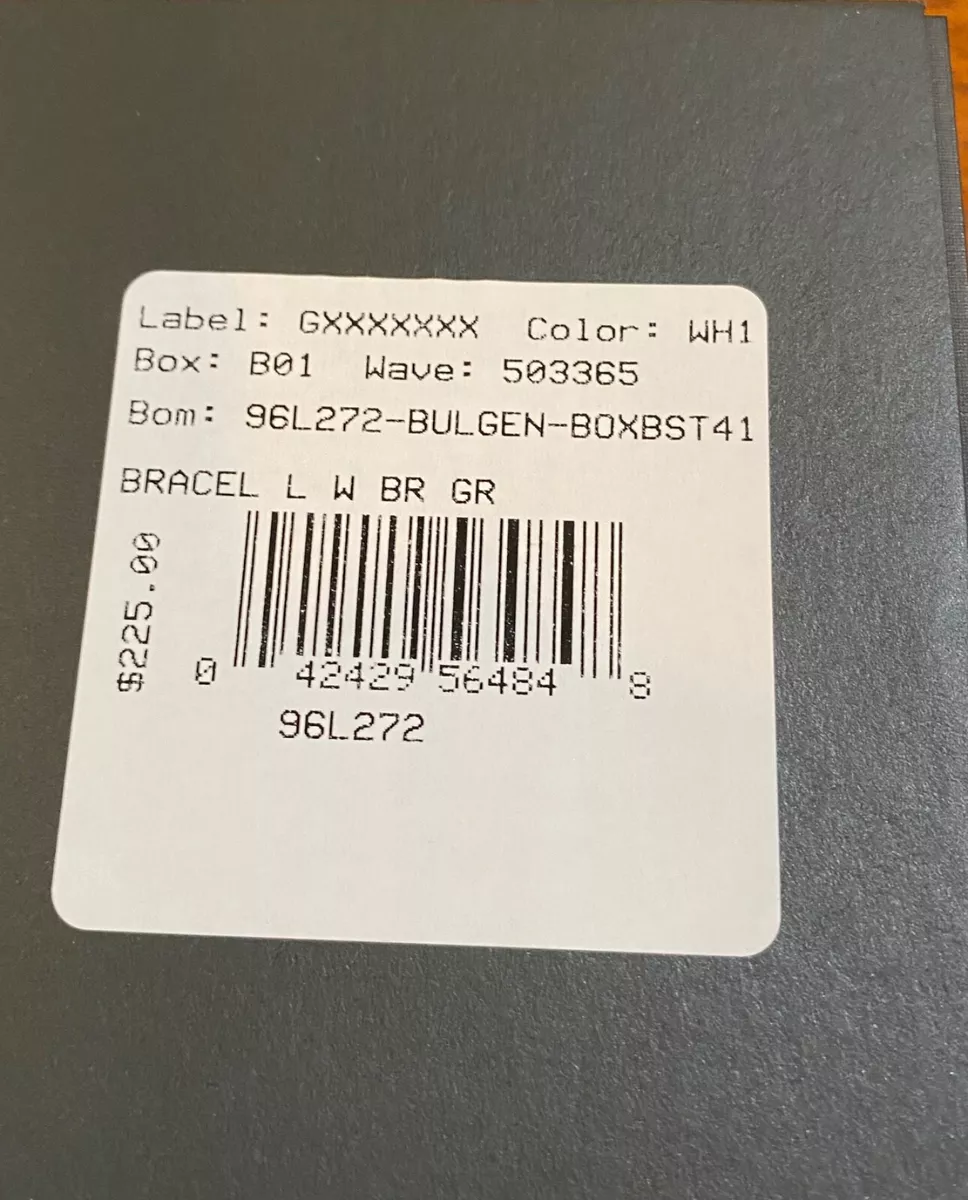 Label: GXXXXXXX Color: WH1
Box: B01 Wave: 503365
Bom: 96L272-BULGEN-BOXBST41
BRACEL L W BR GR
$225.00
0 42429 56484 8
96L272